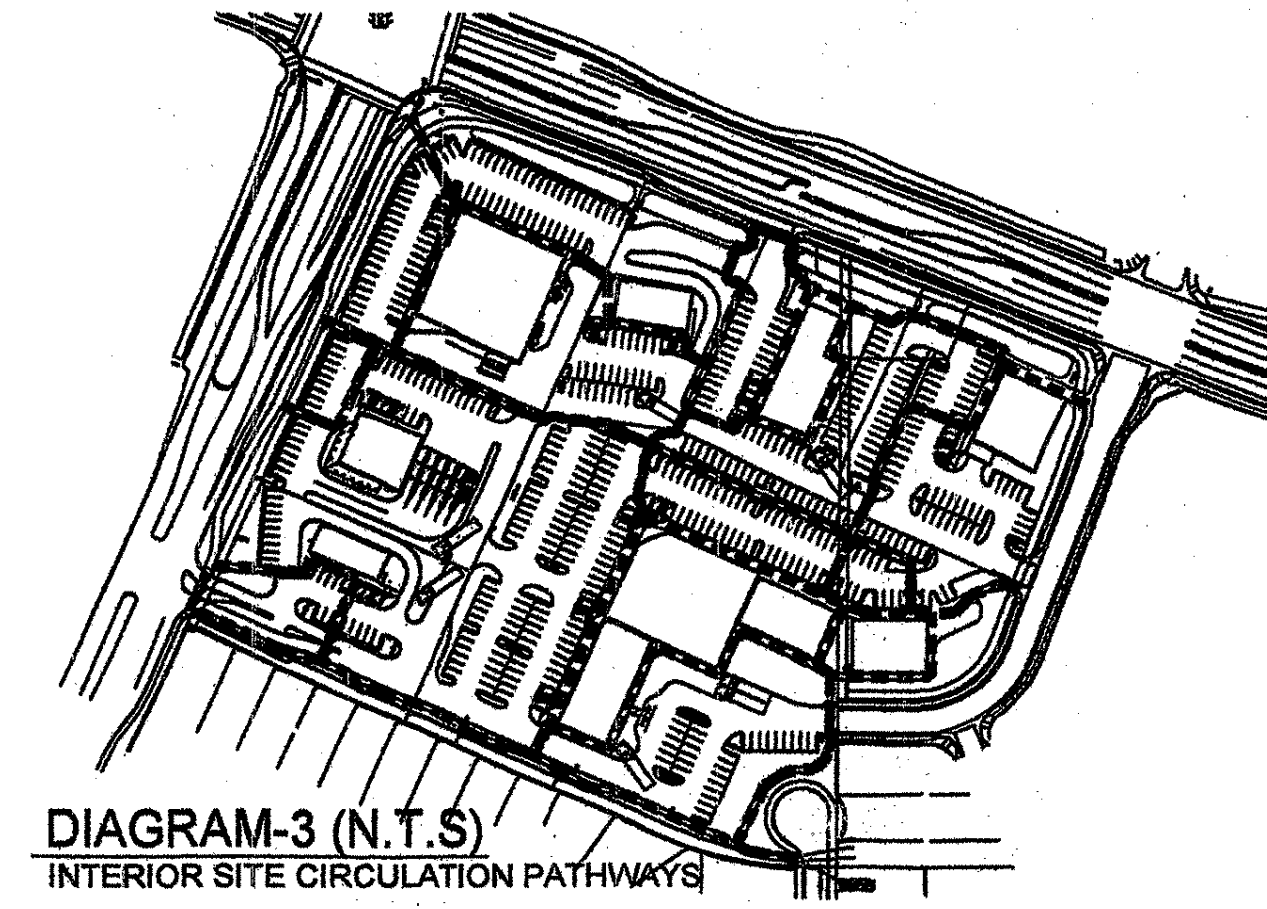 DIAGRAM-3 (N.T.S)
INTERIOR SITE CIRCULATION PATHWAYS